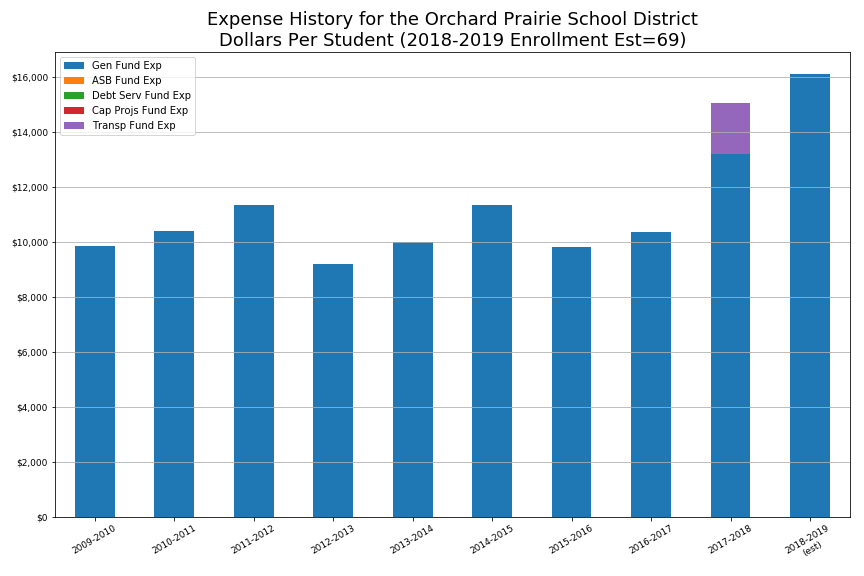 Expense History for the Orchard Prairie School District
Dollars Per Student (2018-2019 Enrollment Est=69)
Gen Fund Exp
ASB Fund Exp
Debt Serv Fund Exp
Cap Projs Fund Exp
Transp Fund Exp
$16,000
$14,000
$12,000
$10,000
$8,000
$6,000
$4,000
$2,000
$0
2009-2010
2010-2011
2011-2012
2012-2013
2013-2014
2014-2015
2015-2016
2016-2017
2017-2018
2018-2019
(est)